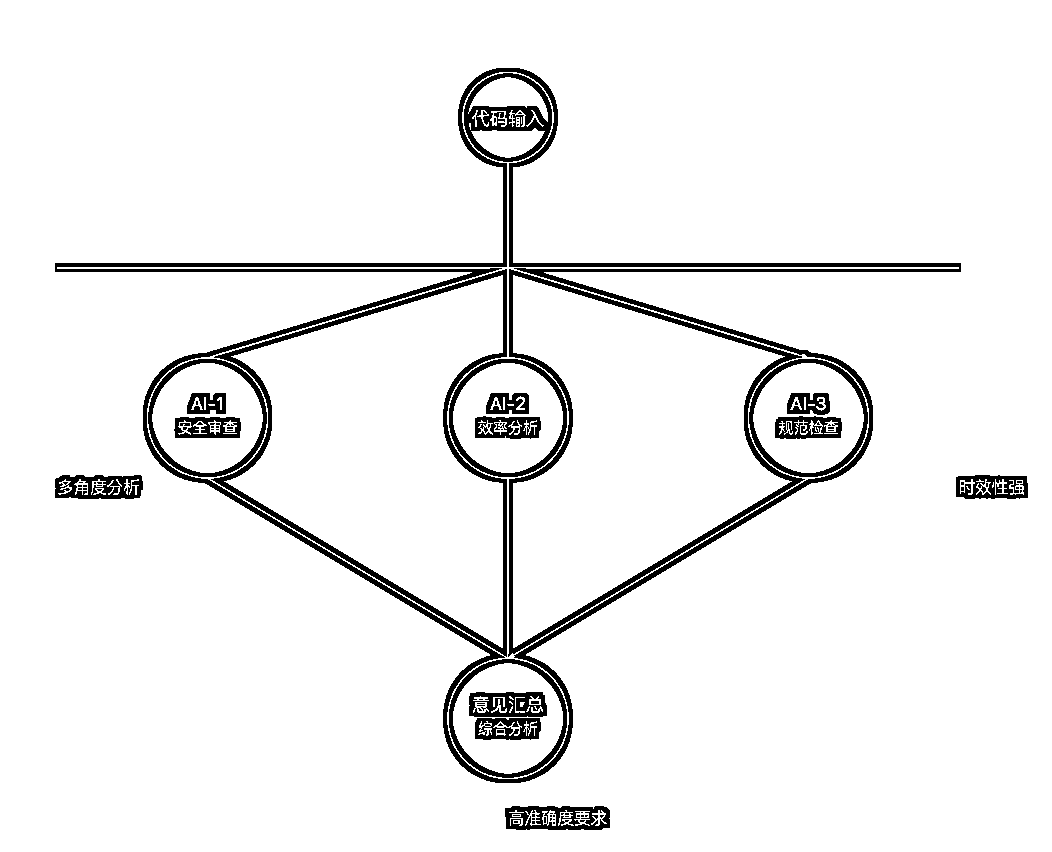 代码输入
AI-1
安全审查
AI-2
效率分析
AI-3
规范检查
多角度分析
时效性强
意见汇总
综合分析
高准确度要求